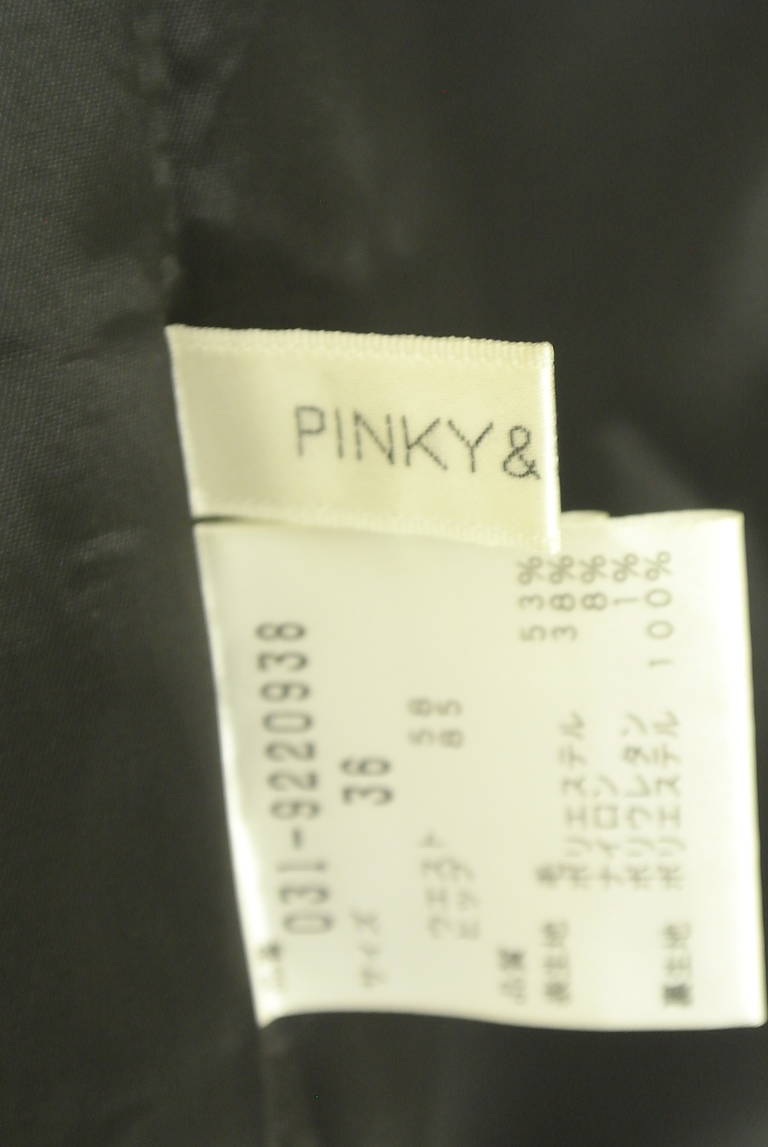 PINKY&
031-9220938
サイズ 36
ウエスト 58
ヒップ 85
品質
表生地 毛 53%
ポリエステル 38%
ナイロン 8%
ポリウレタン 1%
裏生地 ポリエステル 100%